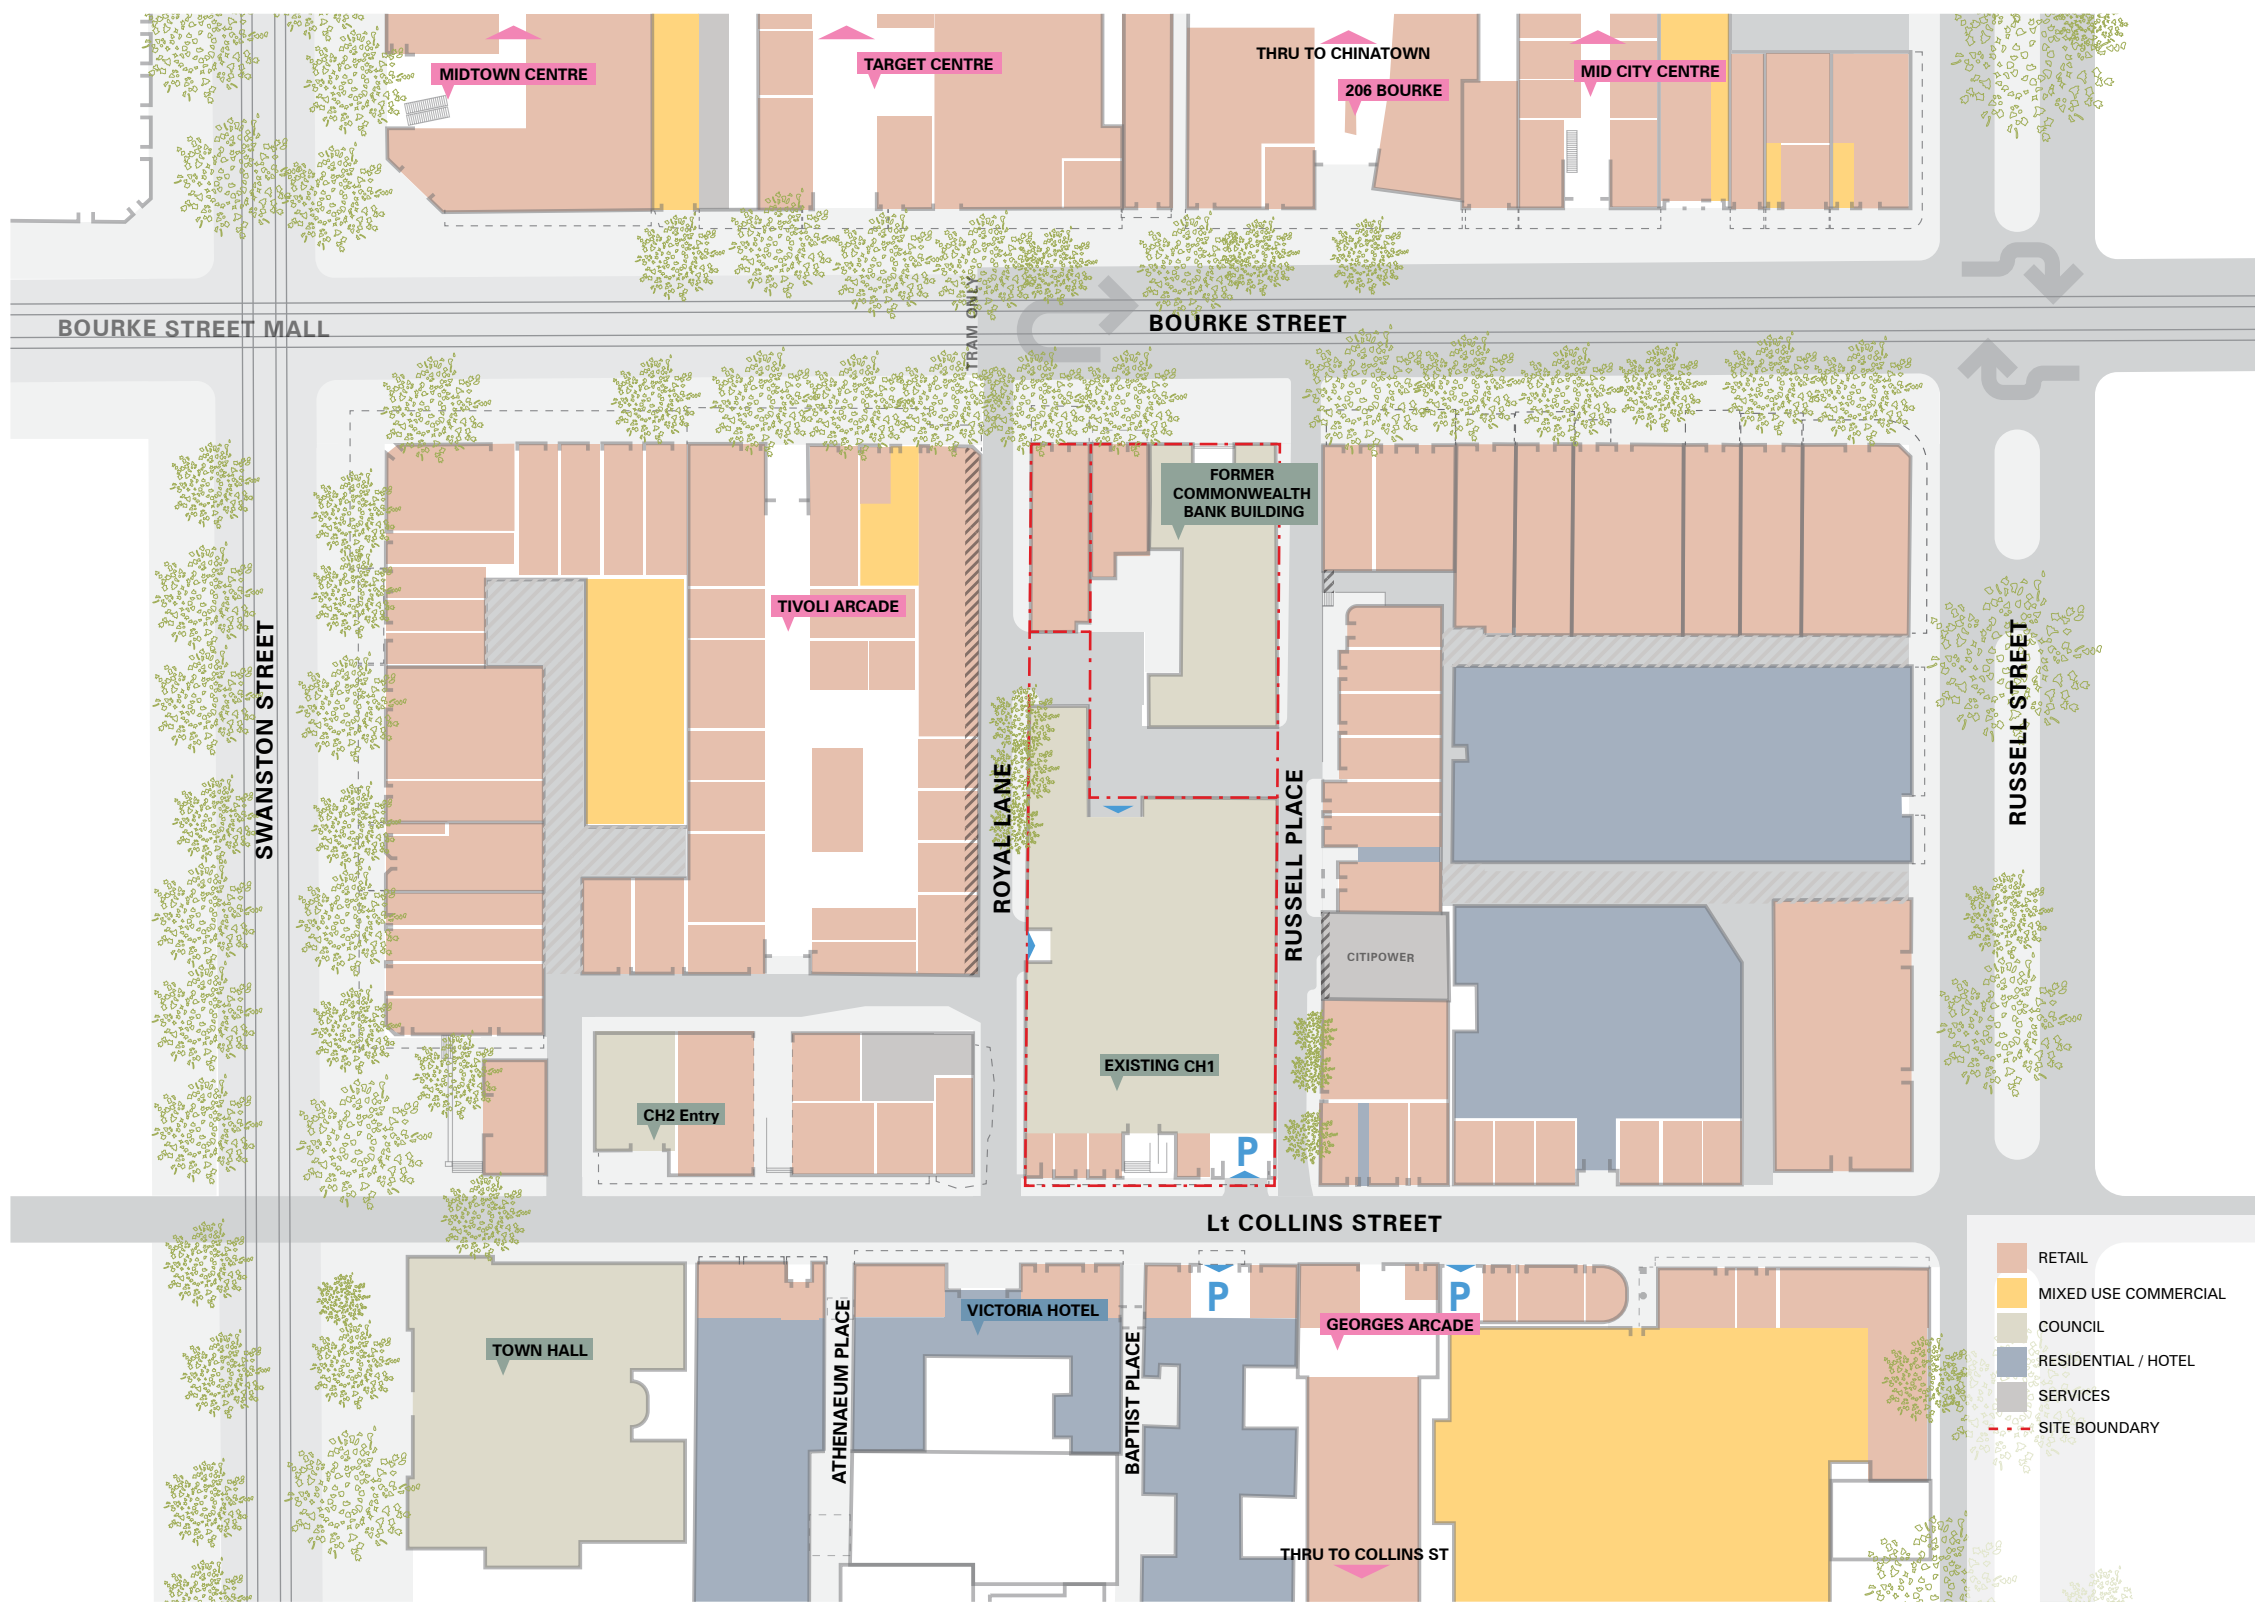 MIDTOWN CENTRE
TARGET CENTRE
THRU TO CHINATOWN
206 BOURKE
MID CITY CENTRE
TRAM ONLY
BOURKE STREET MALL
BOURKE STREET
FORMER
COMMONWEALTH
BANK BUILDING
TIVOLI ARCADE
SWANSTON STREET
ROYAL LANE
RUSSELL PLACE
RUSSELL STREET
CITIPOWER
EXISTING CH1
CH2 Entry
P
Lt COLLINS STREET
TOWN HALL
ATHENAEUM PLACE
VICTORIA HOTEL
BAPTIST PLACE
P
P
GEORGES ARCADE
THRU TO COLLINS ST
RETAIL
MIXED USE COMMERCIAL
COUNCIL
RESIDENTIAL / HOTEL
SERVICES
SITE BOUNDARY